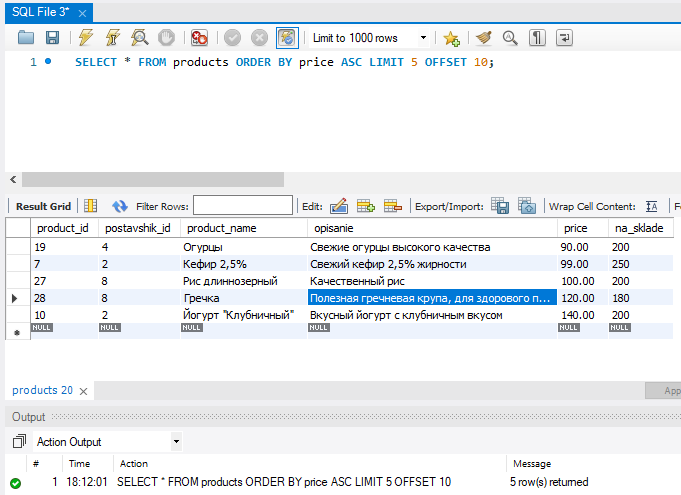 SQL File 3*
Limit to 1000 rows
1 SELECT * FROM products ORDER BY price ASC LIMIT 5 OFFSET 10;
Result Grid Filter Rows: Edit: Export/Import: Wrap Cell Content:
product_id postavshik_id product_name opisanie price na_sklade
19 4 Огурцы Свежие огурцы высокого качества 90.00 200
7 2 Кефир 2,5% Свежий кефир 2,5% жирности 99.00 250
27 8 Рис длиннозерный Качественный рис 100.00 200
28 8 Гречка Полезная гречневая крупа, для здорового п... 120.00 180
10 2 Йогурт "Клубничный" Вкусный йогурт с клубничным вкусом 140.00 200
NULL NULL NULL NULL NULL NULL
products 20 App
Output
Action Output
# Time Action Message
1 18:12:01 SELECT * FROM products ORDER BY price ASC LIMIT 5 OFFSET 10 5 row(s) returned